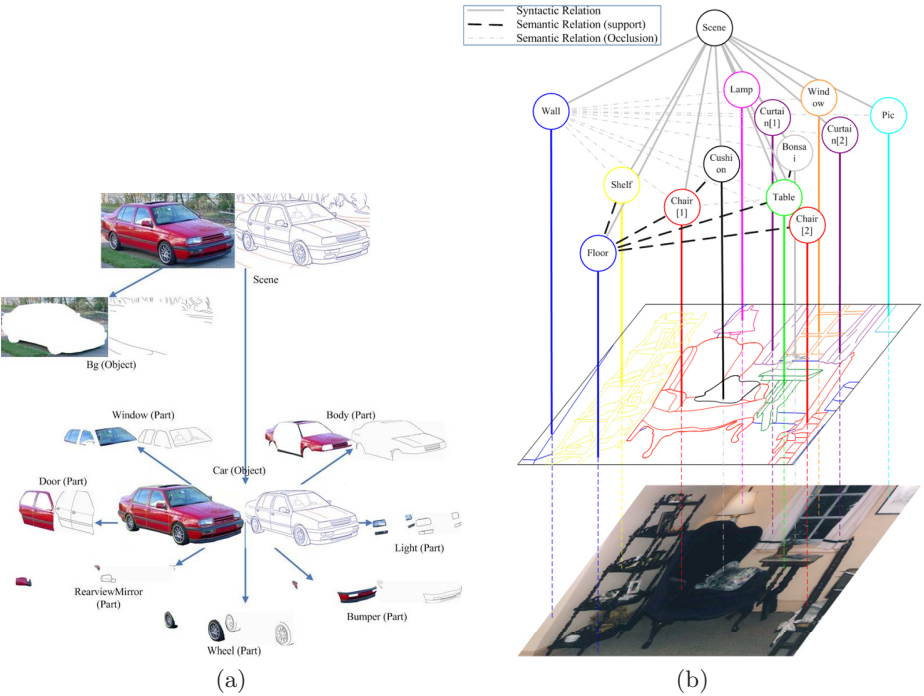 Syntactic Relation
Semantic Relation (support)
Semantic Relation (Occlusion)
Scene
Lamp
Wind
ow
Wall
Curtai
n[1]
Pic
Curtai
n[2]
Bonsa
i
Cushi
on
Shelf
Chair
[1]
Table
Chair
[2]
Floor
Scene
Bg (Object)
Window (Part)
Body (Part)
Car (Object)
Door (Part)
Light (Part)
RearviewMirror
(Part)
Bumper (Part)
Wheel (Part)
(a)
(b)